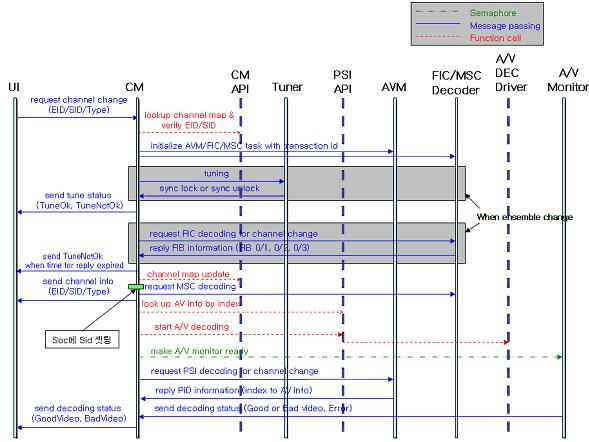 Semaphore
Message passing
Function call
UI
CM
CM
API
Tuner
PSI
API
AVM
FIC/MSC
Decoder
A/V
DEC
Driver
A/V
Monitor
request channel change
(EID/SID/Type)
lookup channel map &
verify EID/SID
initialize AVM/FIC/MSC task with transaction Id
tuning
sync lock or sync unlock
send tune status
(TuneOk, TuneNotOk)
When ensemble change
request FIC decoding for channel change
reply FIB information (FIB 0/1, 0/2, 0/3)
send TuneNotOk
when time for reply expired
channel map update
send channel info
(EID/SID/Type)
request MSC decoding
look up AV info by index
Soc에 Sid 셋팅
start A/V decoding
make A/V monitor ready
request PSI decoding for channel change
reply PID information (index to AV info)
send decoding status
(GoodVideo, BadVideo)
send decoding status (Good or Bad video, Error)